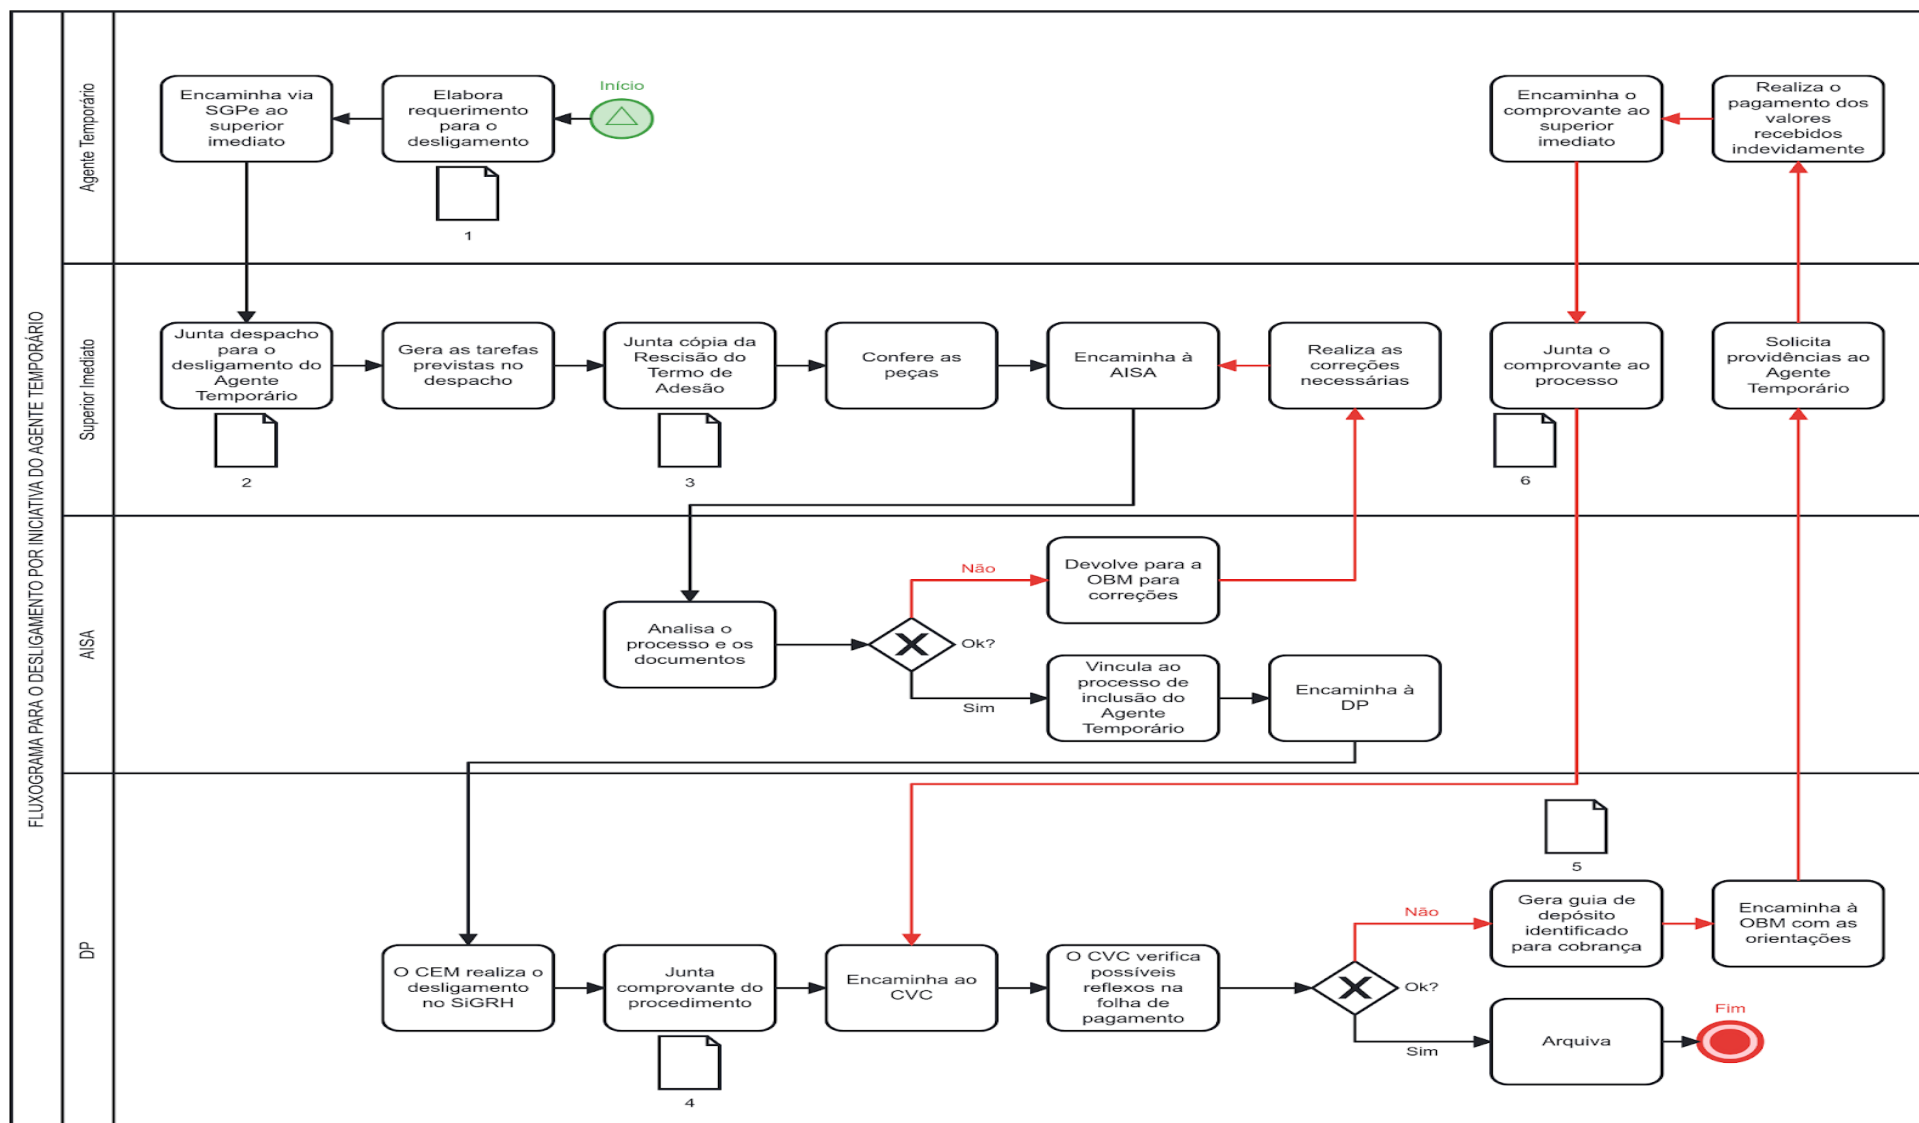 FLUXOGRAMA PARA O DESLIGAMENTO POR INICIATIVA DO AGENTE TEMPORÁRIO
Agente Temporário
Encaminha via
SGPe ao
superior
imediato
Elabora
requerimento
para o
desligamento
1
Início
Encaminha o
comprovante ao
superior
imediato
Realiza o
pagamento dos
valores
recebidos
indevidamente
Superior Imediato
Junta despacho
para o
desligamento do
Agente
Temporário
2
Gera as tarefas
previstas no
despacho
Junta cópia da
Rescisão do
Termo de
Adesão
3
Confere as
peças
Encaminha à
AISA
Realiza as
correções
necessárias
Junta o
comprovante ao
processo
6
Solicita
providências ao
Agente
Temporário
AISA
Analisa o
processo e os
documentos
Ok?
Não
Devolve para a
OBM para
correções
Sim
Vincula ao
processo de
inclusão do
Agente
Temporário
Encaminha à
DP
DP
O CEM realiza o
desligamento
no SiGRH
Junta
comprovante do
procedimento
4
Encaminha ao
CVC
O CVC verifica
possíveis
reflexos na
folha de
pagamento
Ok?
Não
5
Gera guia de
depósito
identificado
para cobrança
Encaminha à
OBM com as
orientações
Sim
Arquiva
Fim